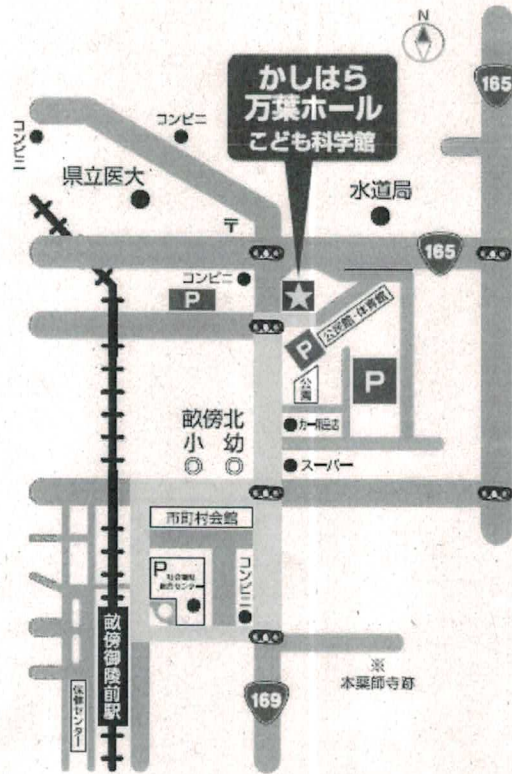 N
165
かしはら
万葉ホール
こども科学館
コンビニ
コンビニ
県立医大
水道局
〒
165
コンビニ
P
公民館・体育館
P
P
公園
畝傍北
小 幼
スーパー
市町村会館
P
コンビニ
畝傍御陵前駅
保健センター
169
※
本薬師寺跡